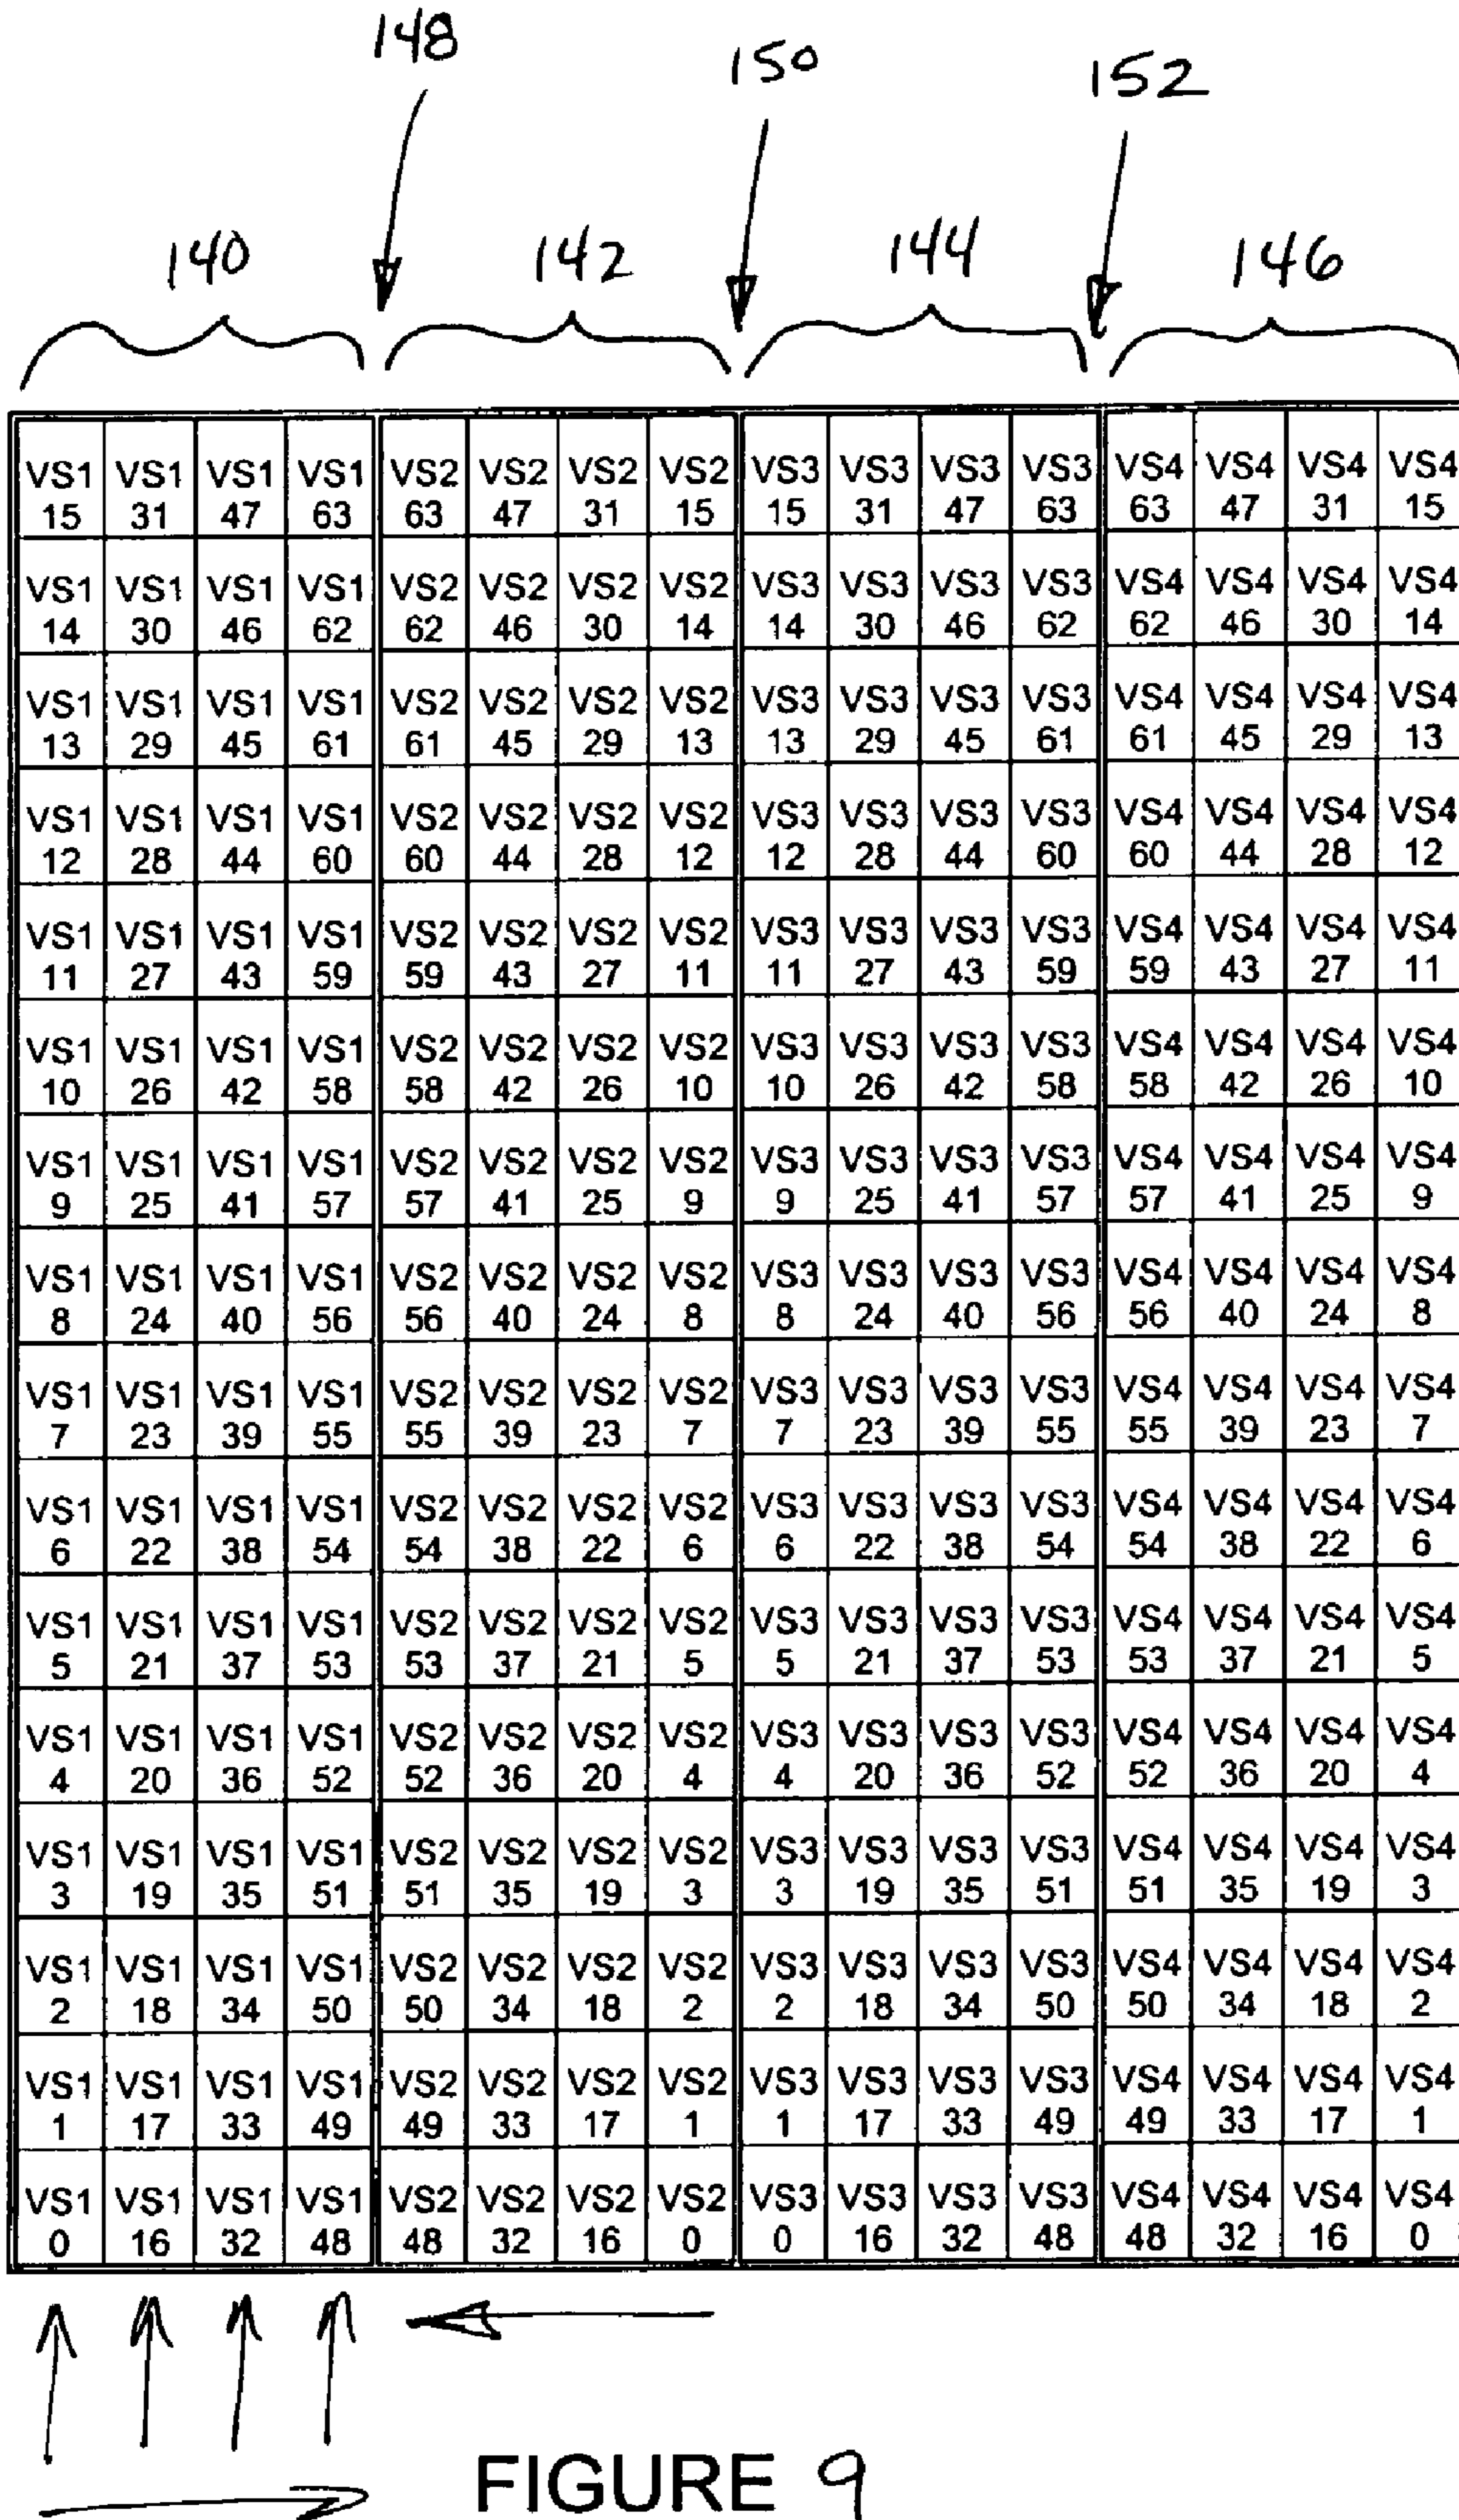 148
150
152
140
142
144
146
VS1 VS1 VS1 VS1 VS2 VS2 VS2 VS2 VS3 VS3 VS3 VS3 VS4 VS4 VS4 VS4
15 31 47 63 63 47 31 15 15 31 47 63 63 47 31 15
VS1 VS1 VS1 VS1 VS2 VS2 VS2 VS2 VS3 VS3 VS3 VS3 VS4 VS4 VS4 VS4
14 30 46 62 62 46 30 14 14 30 46 62 62 46 30 14
VS1 VS1 VS1 VS1 VS2 VS2 VS2 VS2 VS3 VS3 VS3 VS3 VS4 VS4 VS4 VS4
13 29 45 61 61 45 29 13 13 29 45 61 61 45 29 13
VS1 VS1 VS1 VS1 VS2 VS2 VS2 VS2 VS3 VS3 VS3 VS3 VS4 VS4 VS4 VS4
12 28 44 60 60 44 28 12 12 28 44 60 60 44 28 12
VS1 VS1 VS1 VS1 VS2 VS2 VS2 VS2 VS3 VS3 VS3 VS3 VS4 VS4 VS4 VS4
11 27 43 59 59 43 27 11 11 27 43 59 59 43 27 11
VS1 VS1 VS1 VS1 VS2 VS2 VS2 VS2 VS3 VS3 VS3 VS3 VS4 VS4 VS4 VS4
10 26 42 58 58 42 26 10 10 26 42 58 58 42 26 10
VS1 VS1 VS1 VS1 VS2 VS2 VS2 VS2 VS3 VS3 VS3 VS3 VS4 VS4 VS4 VS4
9 25 41 57 57 41 25 9 9 25 41 57 57 41 25 9
VS1 VS1 VS1 VS1 VS2 VS2 VS2 VS2 VS3 VS3 VS3 VS3 VS4 VS4 VS4 VS4
8 24 40 56 56 40 24 8 8 24 40 56 56 40 24 8
VS1 VS1 VS1 VS1 VS2 VS2 VS2 VS2 VS3 VS3 VS3 VS3 VS4 VS4 VS4 VS4
7 23 39 55 55 39 23 7 7 23 39 55 55 39 23 7
VS1 VS1 VS1 VS1 VS2 VS2 VS2 VS2 VS3 VS3 VS3 VS3 VS4 VS4 VS4 VS4
6 22 38 54 54 38 22 6 6 22 38 54 54 38 22 6
VS1 VS1 VS1 VS1 VS2 VS2 VS2 VS2 VS3 VS3 VS3 VS3 VS4 VS4 VS4 VS4
5 21 37 53 53 37 21 5 5 21 37 53 53 37 21 5
VS1 VS1 VS1 VS1 VS2 VS2 VS2 VS2 VS3 VS3 VS3 VS3 VS4 VS4 VS4 VS4
4 20 36 52 52 36 20 4 4 20 36 52 52 36 20 4
VS1 VS1 VS1 VS1 VS2 VS2 VS2 VS2 VS3 VS3 VS3 VS3 VS4 VS4 VS4 VS4
3 19 35 51 51 35 19 3 3 19 35 51 51 35 19 3
VS1 VS1 VS1 VS1 VS2 VS2 VS2 VS2 VS3 VS3 VS3 VS3 VS4 VS4 VS4 VS4
2 18 34 50 50 34 18 2 2 18 34 50 50 34 18 2
VS1 VS1 VS1 VS1 VS2 VS2 VS2 VS2 VS3 VS3 VS3 VS3 VS4 VS4 VS4 VS4
1 17 33 49 49 33 17 1 1 17 33 49 49 33 17 1
VS1 VS1 VS1 VS1 VS2 VS2 VS2 VS2 VS3 VS3 VS3 VS3 VS4 VS4 VS4 VS4
0 16 32 48 48 32 16 0 0 16 32 48 48 32 16 0
FIGURE 9